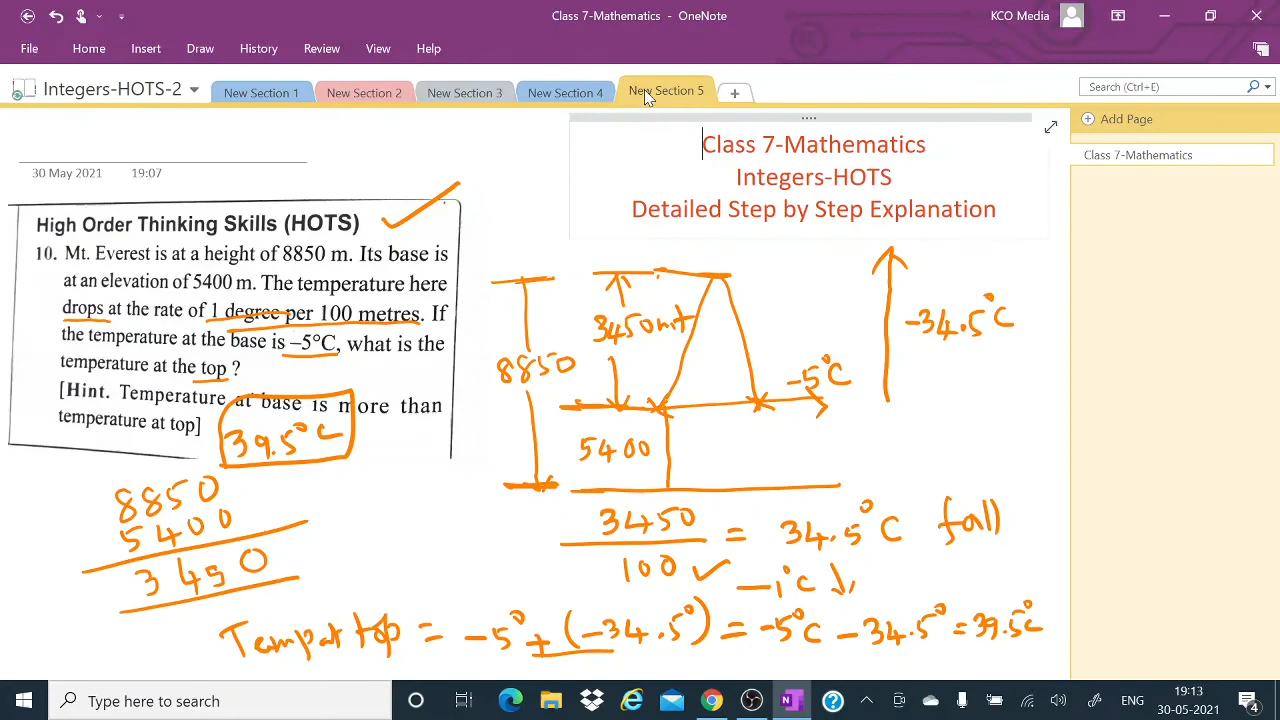 Class 7-Mathematics - OneNote
KCO Media
File Home Insert Draw History Review View Help
Integers-HOTS-2
New Section 1
New Section 2
New Section 3
New Section 4
New Section 5
Search (Ctrl+E)
Add Page
Class 7-Mathematics
30 May 2021 19:07
Class 7-Mathematics
Integers-HOTS
Detailed Step by Step Explanation
High Order Thinking Skills (HOTS)
10. Mt. Everest is at a height of 8850 m. Its base is
at an elevation of 5400 m. The temperature here
drops at the rate of 1 degree per 100 metres. If
the temperature at the base is –5°C, what is the
temperature at the top ?
[Hint. Temperature at base is more than
temperature at top]
39.5°C
8850
5400
3450
8850
3450mt
-5°C
-34.5°C
5400
3450
100
= 34.5°C fall
-1°C ↓
Temp at top = -5° + (-34.5°) = -5°C - 34.5° = 39.5°C
Type here to search
ENG
19:13
30-05-2021
4